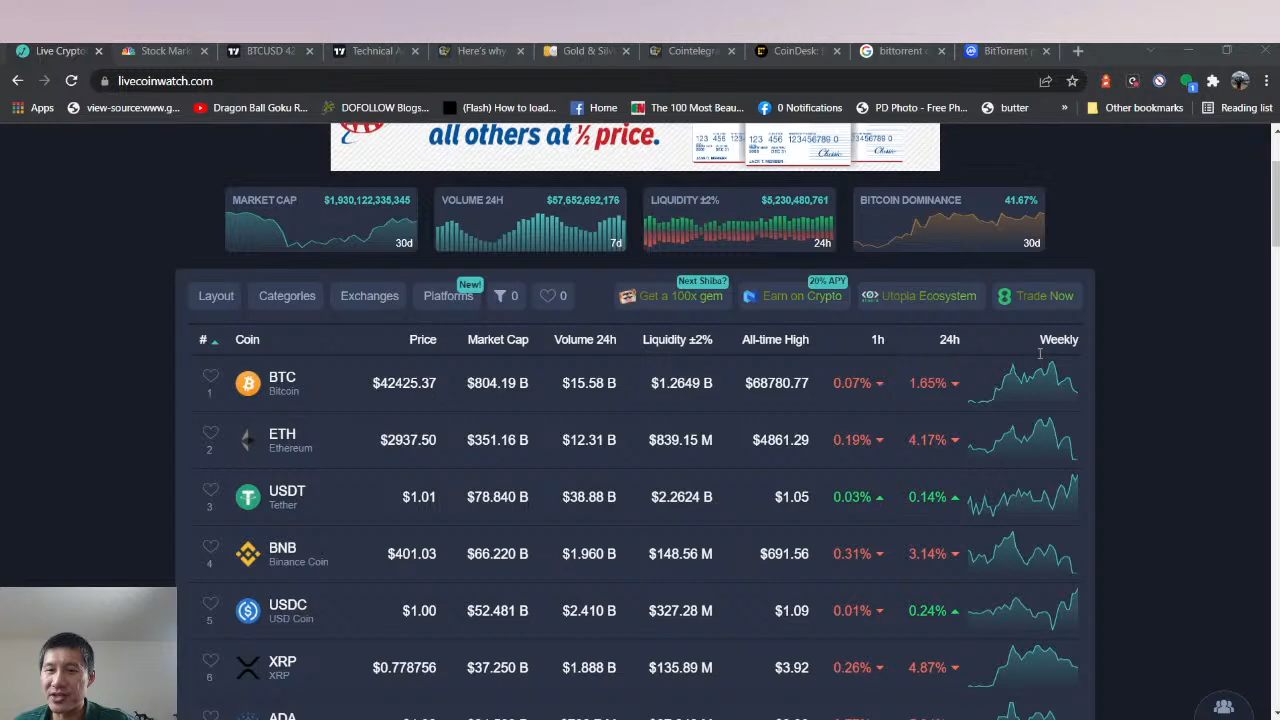 Live Crypto
Stock Mark
BTCUSD 42
Technical A
Here's why
Gold & Silv
Cointelegra
CoinDesk: B
bittorrent c
BitTorrent p
livecoinwatch.com
1
Apps
view-source:www.g...
Dragon Ball Goku R...
DOFOLLOW Blogs...
(Flash) How to load...
Home
The 100 Most Beau...
0 Notifications
PD Photo - Free Ph...
butter
»
Other bookmarks
Reading list
all others at ½ price.
MARKET CAP $1,930,122,335,345
30d
VOLUME 24H $57,652,692,176
7d
LIQUIDITY ±2% $5,230,480,761
24h
BITCOIN DOMINANCE 41.67%
30d
New!
Next Shiba?
20% APY
Layout Categories Exchanges Platforms 0 0 Get a 100x gem Earn on Crypto Utopia Ecosystem Trade Now
# Coin Price Market Cap Volume 24h Liquidity ±2% All-time High 1h 24h Weekly
1 BTC $42425.37 $804.19 B $15.58 B $1.2649 B $68780.77 0.07% 1.65%
Bitcoin
2 ETH $2937.50 $351.16 B $12.31 B $839.15 M $4861.29 0.19% 4.17%
Ethereum
3 USDT $1.01 $78.840 B $38.88 B $2.2624 B $1.05 0.03% 0.14%
Tether
4 BNB $401.03 $66.220 B $1.960 B $148.56 M $691.56 0.31% 3.14%
Binance Coin
5 USDC $1.00 $52.481 B $2.410 B $327.28 M $1.09 0.01% 0.24%
USD Coin
6 XRP $0.778756 $37.250 B $1.888 B $135.89 M $3.92 0.26% 4.87%
XRP
ADA